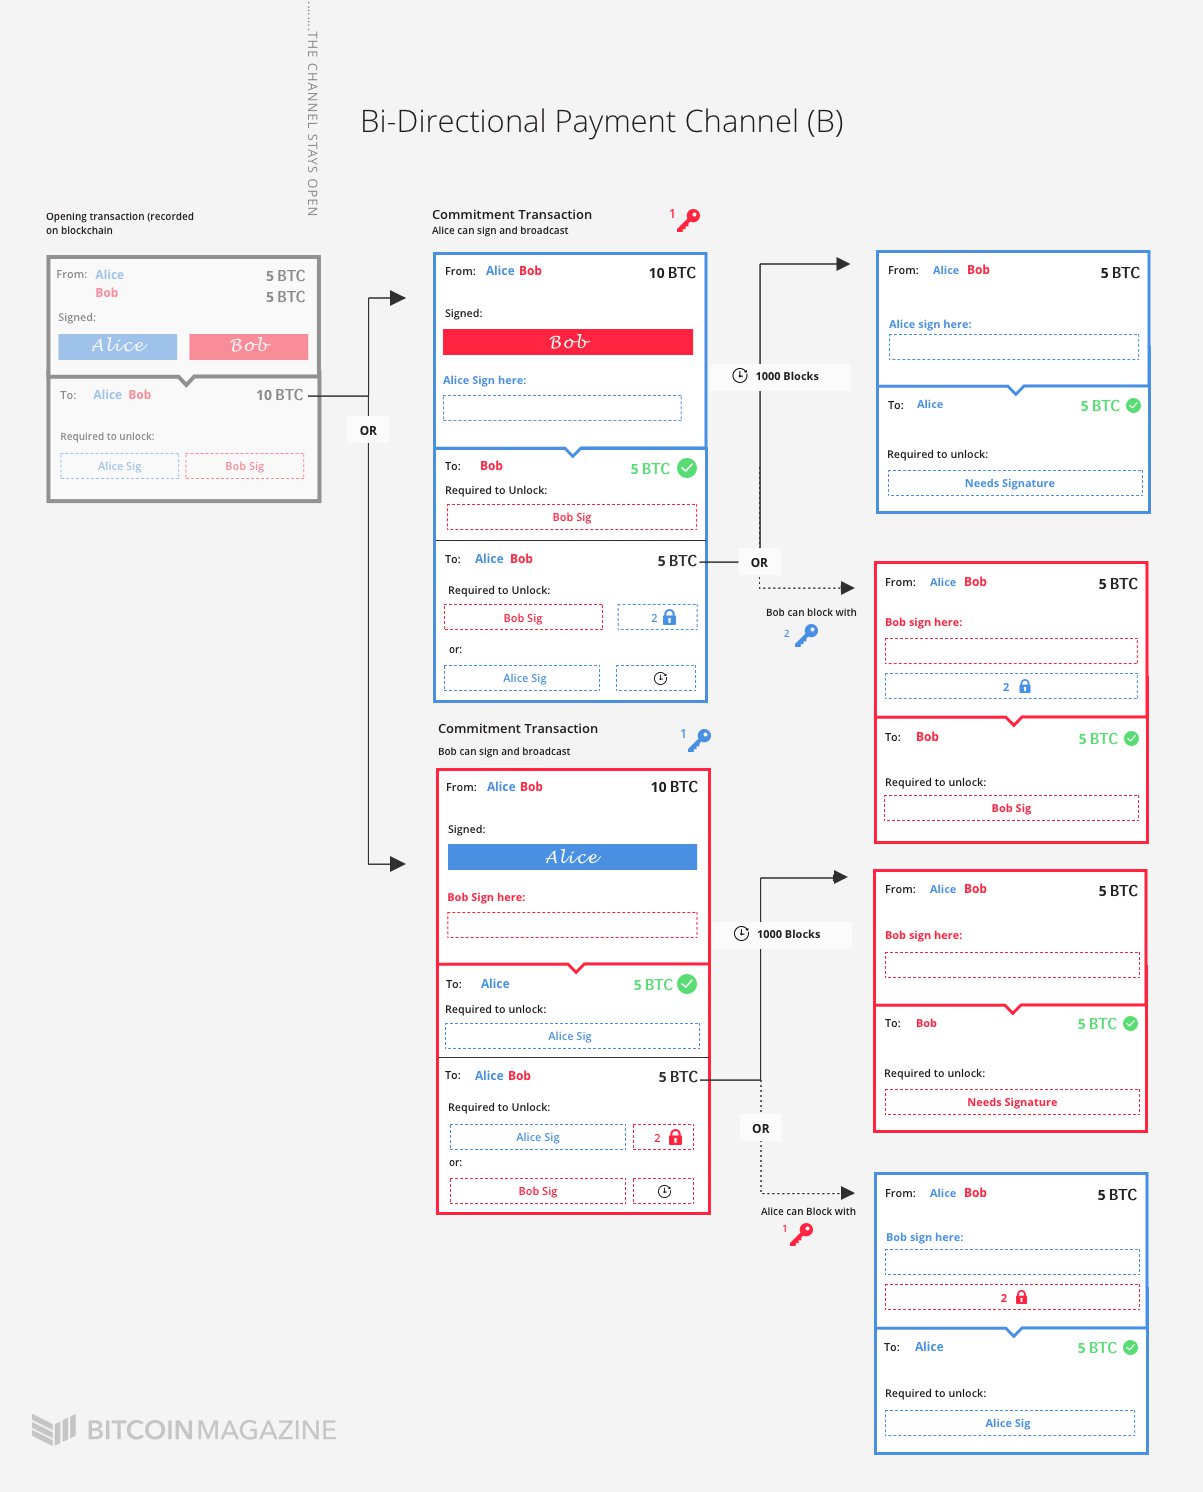 ........THE CHANNEL STAYS OPEN
Bi-Directional Payment Channel (B)
Opening transaction (recorded
on blockchain
From: Alice 5 BTC
Bob 5 BTC
Signed:
Alice Bob
To: Alice Bob 10 BTC
Required to unlock:
Alice Sig Bob Sig
OR
Commitment Transaction 1
Alice can sign and broadcast
From: Alice Bob 10 BTC
Signed:
Bob
Alice Sign here:
To: Bob 5 BTC
Required to Unlock:
Bob Sig
To: Alice Bob 5 BTC
Required to Unlock:
Bob Sig 2
or:
Alice Sig
1000 Blocks
OR
Bob can block with
2
From: Alice Bob 5 BTC
Alice sign here:
To: Alice 5 BTC
Required to unlock:
Needs Signature
From: Alice Bob 5 BTC
Bob sign here:
2
To: Bob 5 BTC
Required to unlock:
Bob Sig
Commitment Transaction 1
Bob can sign and broadcast
From: Alice Bob 10 BTC
Signed:
Alice
Bob Sign here:
To: Alice 5 BTC
Required to unlock:
Alice Sig
To: Alice Bob 5 BTC
Required to Unlock:
Alice Sig 2
or:
Bob Sig
1000 Blocks
OR
Alice can Block with
1
From: Alice Bob 5 BTC
Bob sign here:
To: Bob 5 BTC
Required to unlock:
Needs Signature
From: Alice Bob 5 BTC
Bob sign here:
2
To: Alice 5 BTC
Required to unlock:
Alice Sig
BITCOINMAGAZINE